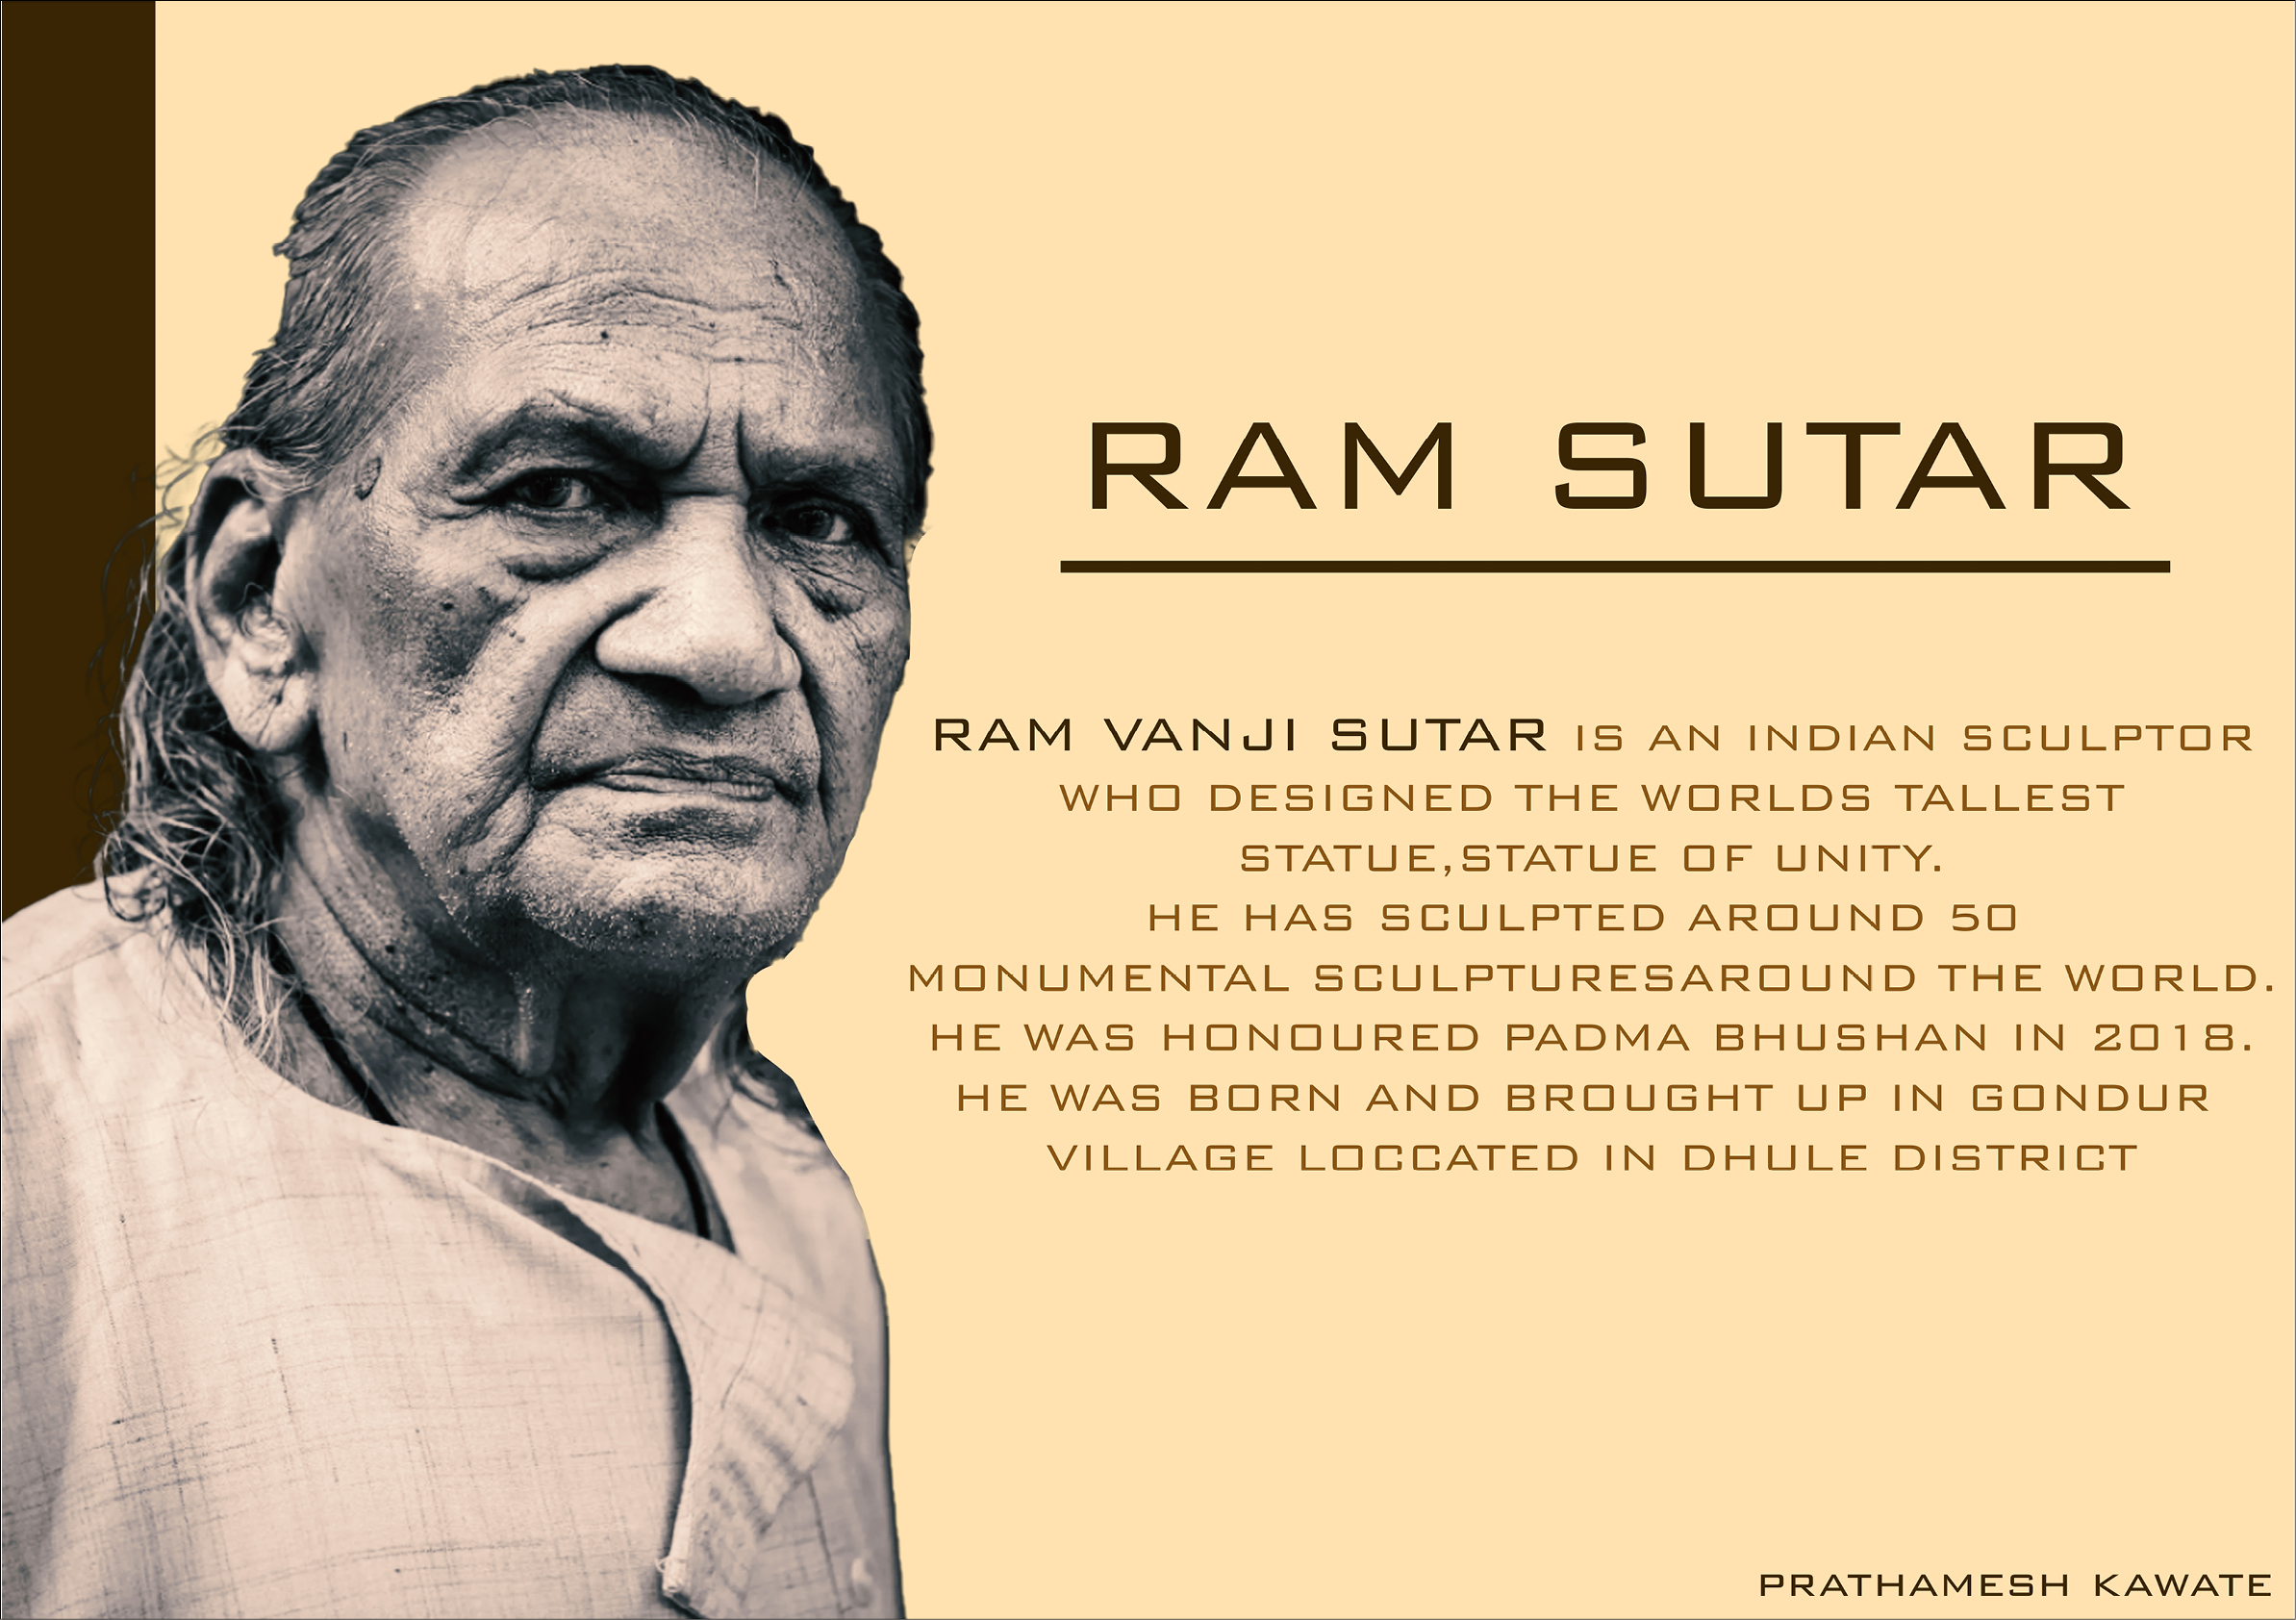 RAM SUTAR
RAM VANJI SUTAR IS AN INDIAN SCULPTOR
WHO DESIGNED THE WORLDS TALLEST
STATUE,STATUE OF UNITY.
HE HAS SCULPTED AROUND 50
MONUMENTAL SCULPTURESAROUND THE WORLD.
HE WAS HONOURED PADMA BHUSHAN IN 2018.
HE WAS BORN AND BROUGHT UP IN GONDUR
VILLAGE LOCCATED IN DHULE DISTRICT
PRATHAMESH KAWATE